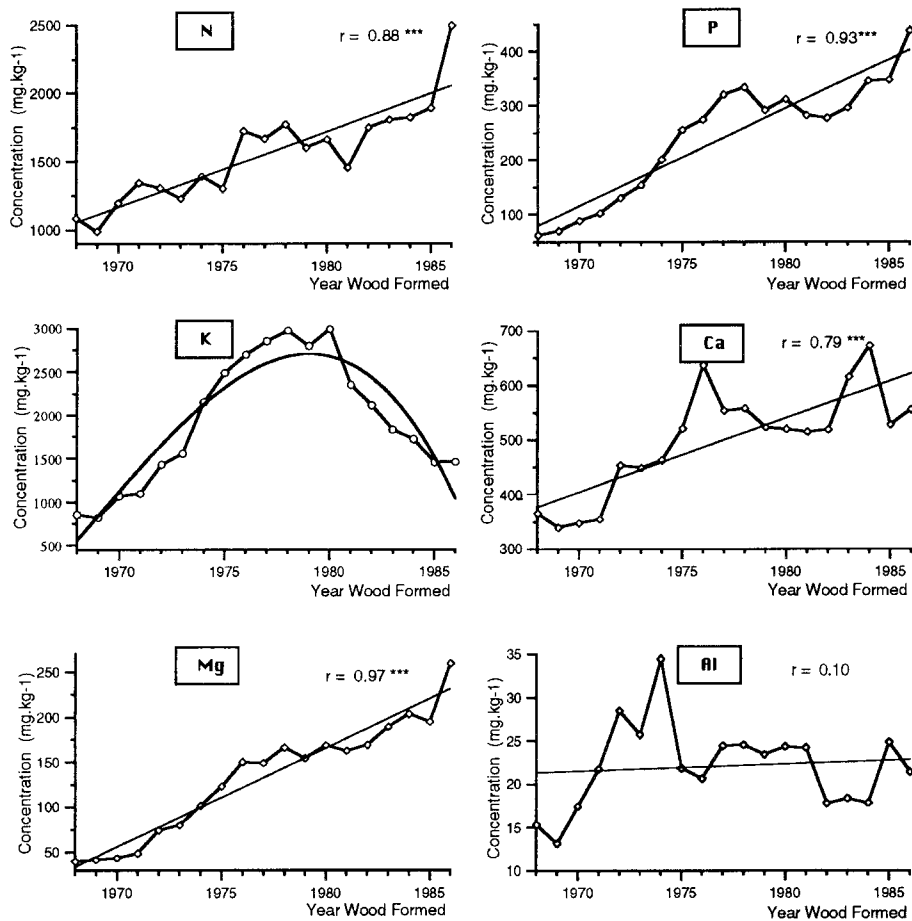 N
r = 0.88 ***
Concentration (mg.kg-1)
2500
2000
1500
1000
1970 1975 1980 1985
Year Wood Formed
P
r = 0.93***
Concentration (mg.kg-1)
400
300
200
100
1970 1975 1980 1985
Year Wood Formed
K
Concentration (mg.kg-1)
3000
2500
2000
1500
1000
500
1970 1975 1980 1985
Year Wood Formed
Ca
r = 0.79 ***
Concentration (mg.kg-1)
700
600
500
400
300
1970 1975 1980 1985
Year Wood Formed
Mg
r = 0.97 ***
Concentration (mg.kg-1)
250
200
150
100
50
1970 1975 1980 1985
Year Wood Formed
Al
r = 0.10
Concentration (mg.kg-1)
35
30
25
20
15
10
1970 1975 1980 1985
Year Wood Formed